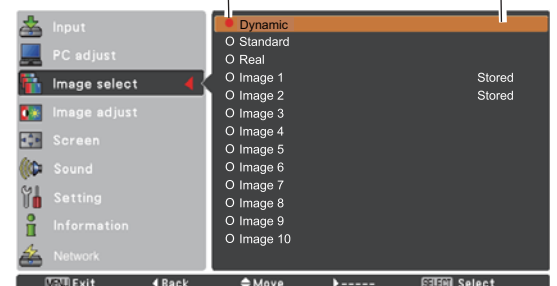 Input
PC adjust
Image select
Image adjust
Screen
Sound
Setting
Information
Network
Dynamic
O Standard
O Real
O Image 1 Stored
O Image 2 Stored
O Image 3
O Image 4
O Image 5
O Image 6
O Image 7
O Image 8
O Image 9
O Image 10
MENU Exit Back Move ----- SELECT Select